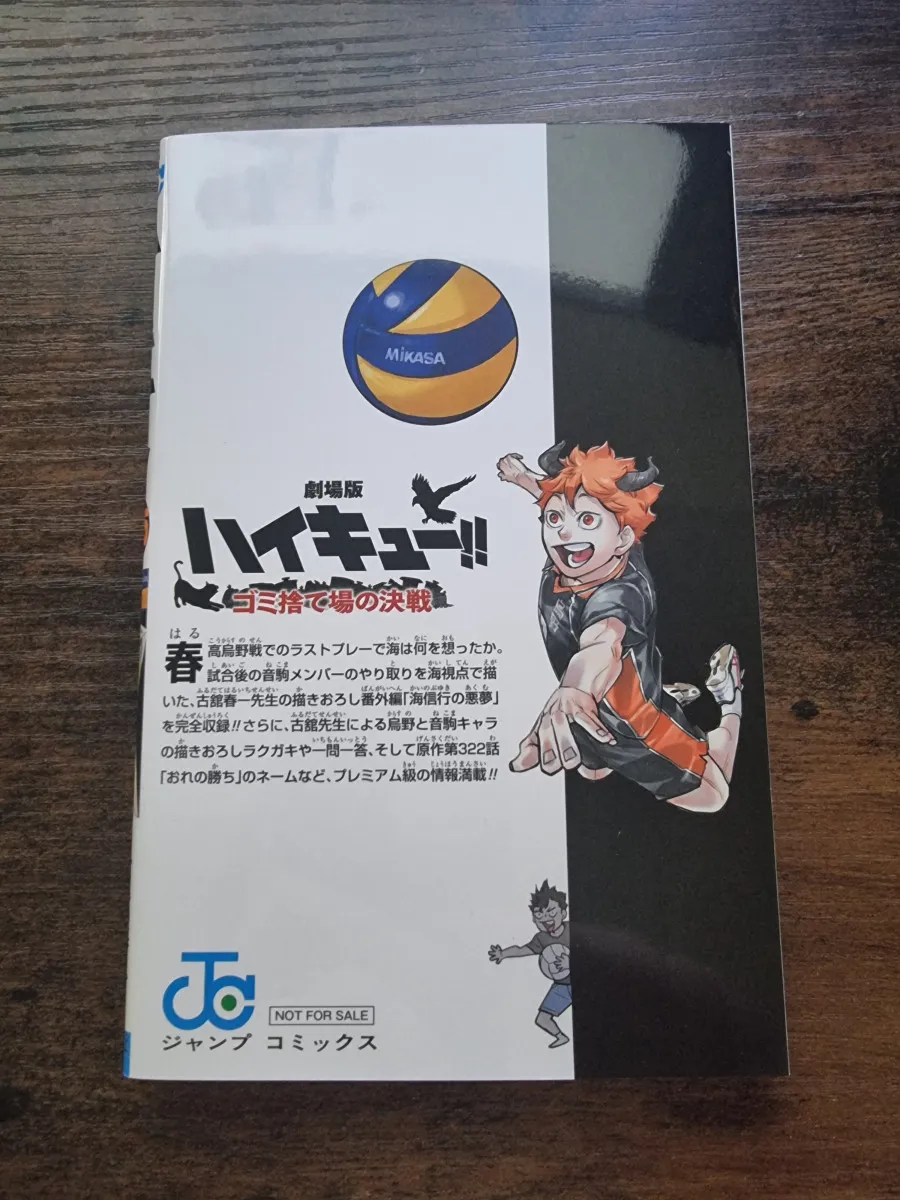 MIKASA
劇場版
ハイキュー!!
ゴミ捨て場の決戦
春 高烏野戦でのラストプレーで海は何を想ったか。
試合後の音駒メンバーのやり取りを海視点で描
いた、古舘春一先生の描きおろし番外編「海信行の悪夢」
を完全収録!!さらに、古舘先生による烏野と音駒キャラ
の描きおろしラクガキや一問一答、そして原作第322話
「おれの勝ち」のネームなど、プレミアム級の情報満載!!
JC
NOT FOR SALE
ジャンプ コミックス